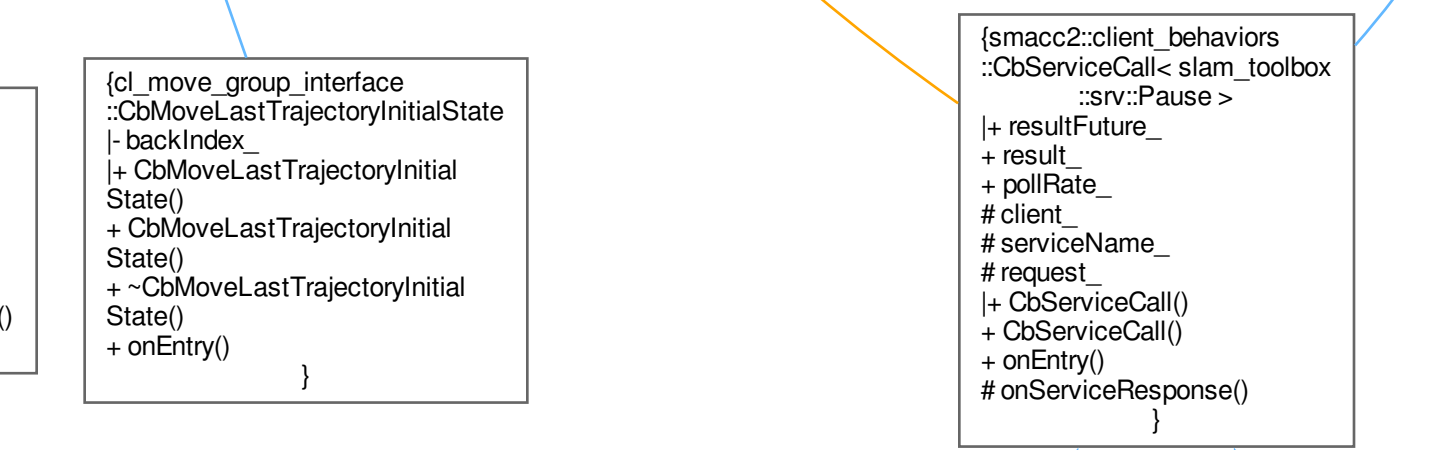 ()
{cl_move_group_interface
::CbMoveLastTrajectoryInitialState
|- backIndex_
|+ CbMoveLastTrajectoryInitial
State()
+ CbMoveLastTrajectoryInitial
State()
+ ~CbMoveLastTrajectoryInitial
State()
+ onEntry()
}
{smacc2::client_behaviors
::CbServiceCall< slam_toolbox
::srv::Pause >
|+ resultFuture_
+ result_
+ pollRate_
# client_
# serviceName_
# request_
|+ CbServiceCall()
+ CbServiceCall()
+ onEntry()
# onServiceResponse()
}